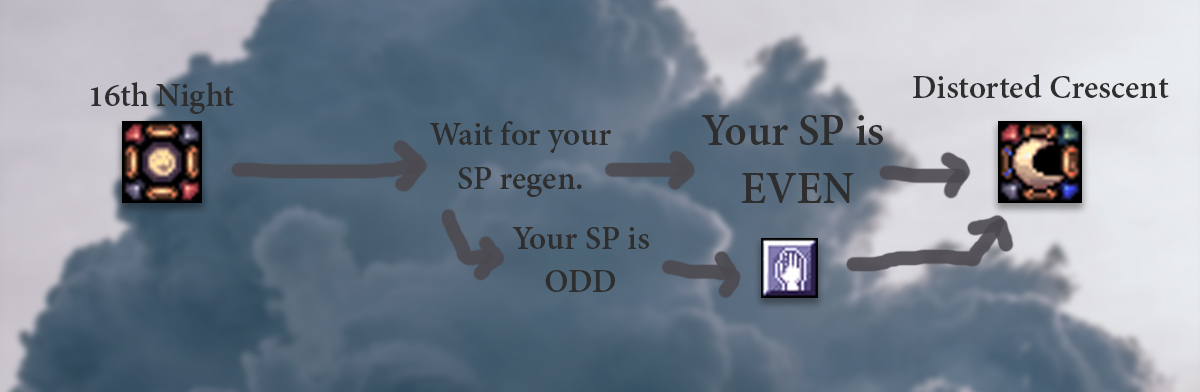 16th Night
Wait for your
SP regen.
Your SP is
EVEN
Your SP is
ODD
Distorted Crescent